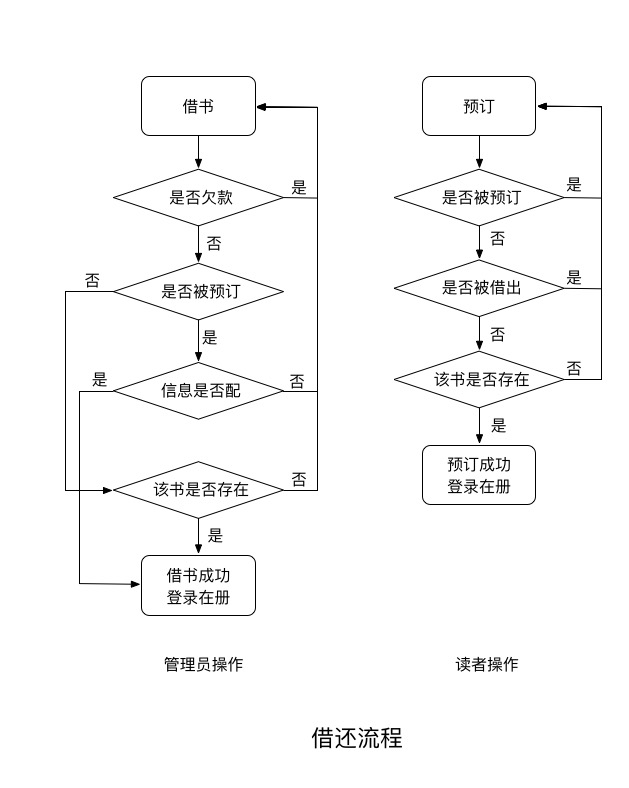 借书
是否欠款
是
否
是否被预订
否
是
信息是否配
是
否
该书是否存在
否
是
借书成功
登录在册
管理员操作
预订
是否被预订
是
否
是否被借出
是
否
该书是否存在
否
是
预订成功
登录在册
读者操作
借还流程